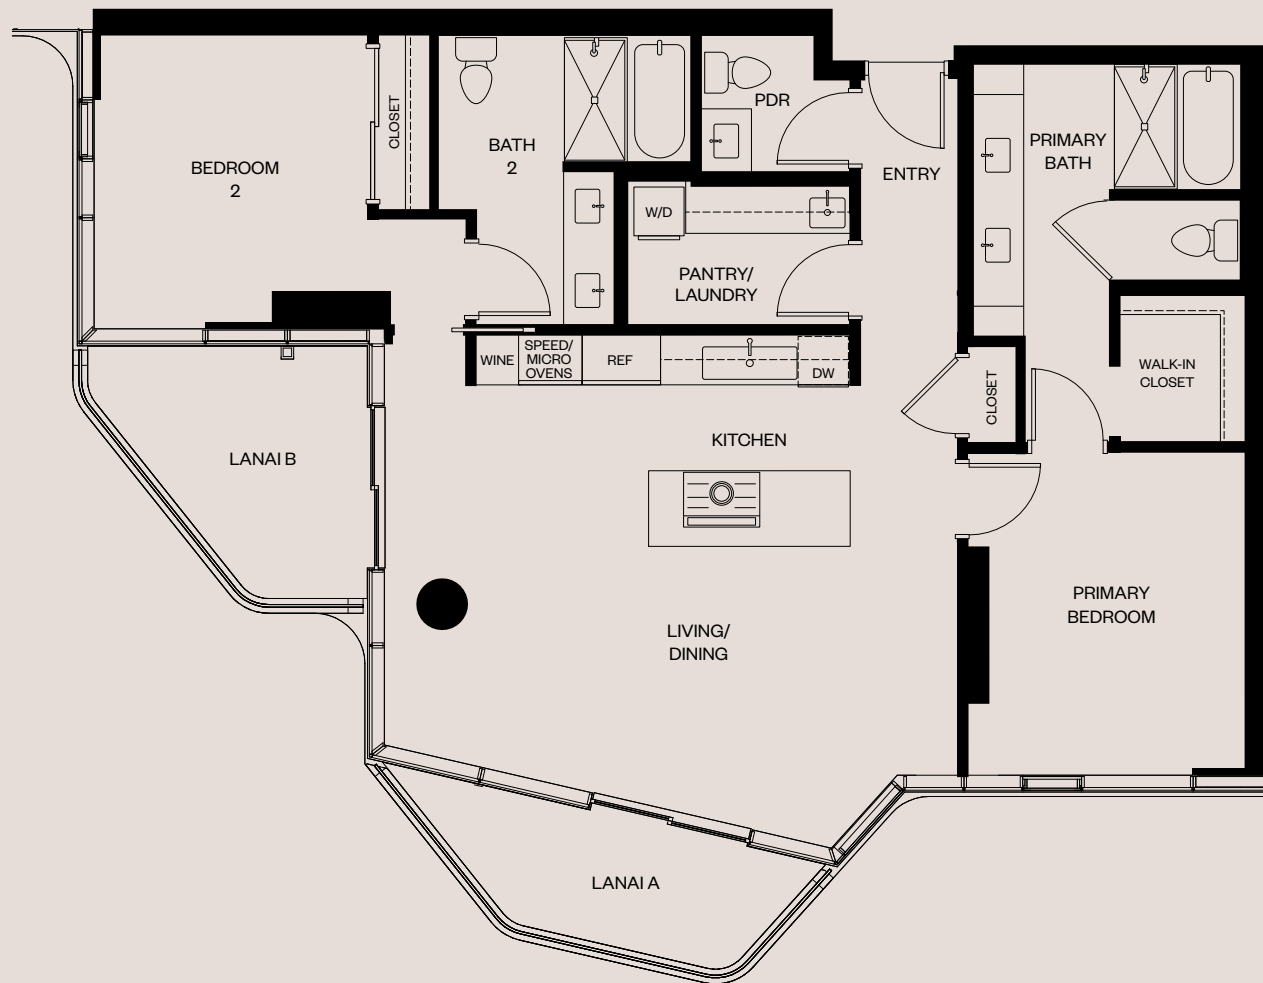 BEDROOM
2
CLOSET
BATH
2
PDR
ENTRY
PRIMARY
BATH
W/D
PANTRY/
LAUNDRY
WINE
SPEED/
MICRO
OVENS
REF
DW
CLOSET
WALK-IN
CLOSET
KITCHEN
LANAI B
LIVING/
DINING
PRIMARY
BEDROOM
LANAI A